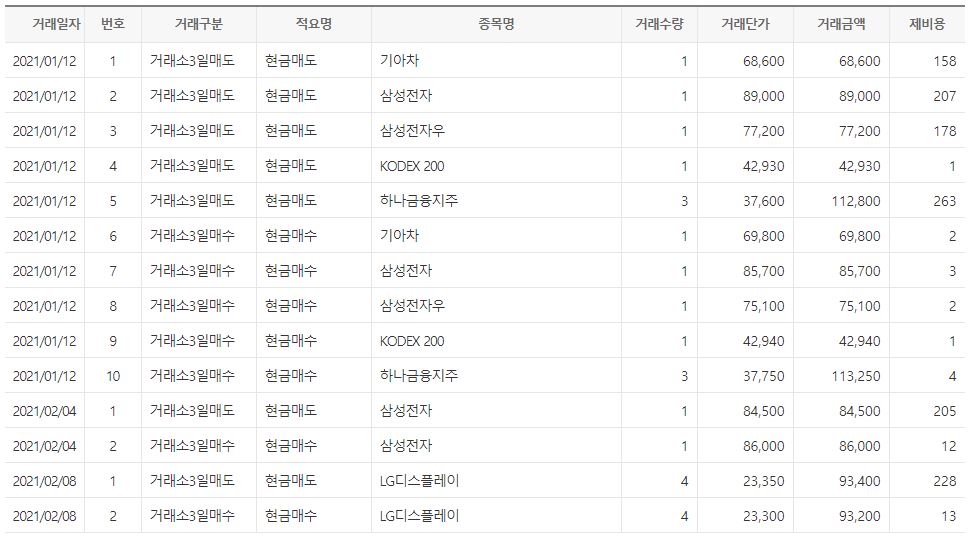 거래일자 번호 거래구분 적요명 종목명 거래수량 거래단가 거래금액 제비용
2021/01/12 1 거래소3일매도 현금매도 기아차 1 68,600 68,600 158
2021/01/12 2 거래소3일매도 현금매도 삼성전자 1 89,000 89,000 207
2021/01/12 3 거래소3일매도 현금매도 삼성전자우 1 77,200 77,200 178
2021/01/12 4 거래소3일매도 현금매도 KODEX 200 1 42,930 42,930 1
2021/01/12 5 거래소3일매도 현금매도 하나금융지주 3 37,600 112,800 263
2021/01/12 6 거래소3일매수 현금매수 기아차 1 69,800 69,800 2
2021/01/12 7 거래소3일매수 현금매수 삼성전자 1 85,700 85,700 3
2021/01/12 8 거래소3일매수 현금매수 삼성전자우 1 75,100 75,100 2
2021/01/12 9 거래소3일매수 현금매수 KODEX 200 1 42,940 42,940 1
2021/01/12 10 거래소3일매수 현금매수 하나금융지주 3 37,750 113,250 4
2021/02/04 1 거래소3일매도 현금매도 삼성전자 1 84,500 84,500 205
2021/02/04 2 거래소3일매수 현금매수 삼성전자 1 86,000 86,000 12
2021/02/08 1 거래소3일매도 현금매도 LG디스플레이 4 23,350 93,400 228
2021/02/08 2 거래소3일매수 현금매수 LG디스플레이 4 23,300 93,200 13